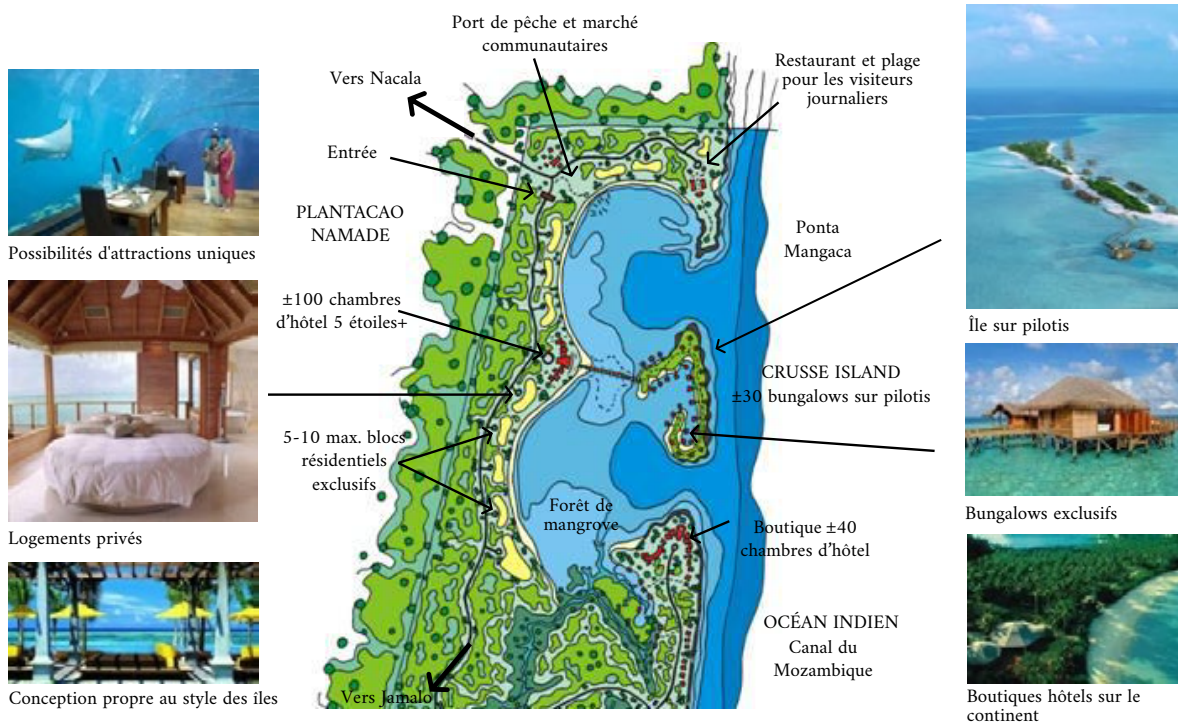 Port de pêche et marché
communautaires
Vers Nacala
Restaurant et plage
pour les visiteurs
journaliers
Entrée
PLANTACAO
NAMADE
Ponta
Mangaca
Possibilités d'attractions uniques
±100 chambres
d'hôtel 5 étoiles+
Île sur pilotis
CRUSSE ISLAND
±30 bungalows sur pilotis
5-10 max. blocs
résidentiels
exclusifs
Forêt de
mangrove
Bungalows exclusifs
Logements privés
Boutique ±40
chambres d'hôtel
OCÉAN INDIEN
Canal du
Mozambique
Vers Jamalo
Conception propre au style des îles
Boutiques hôtels sur le
continent